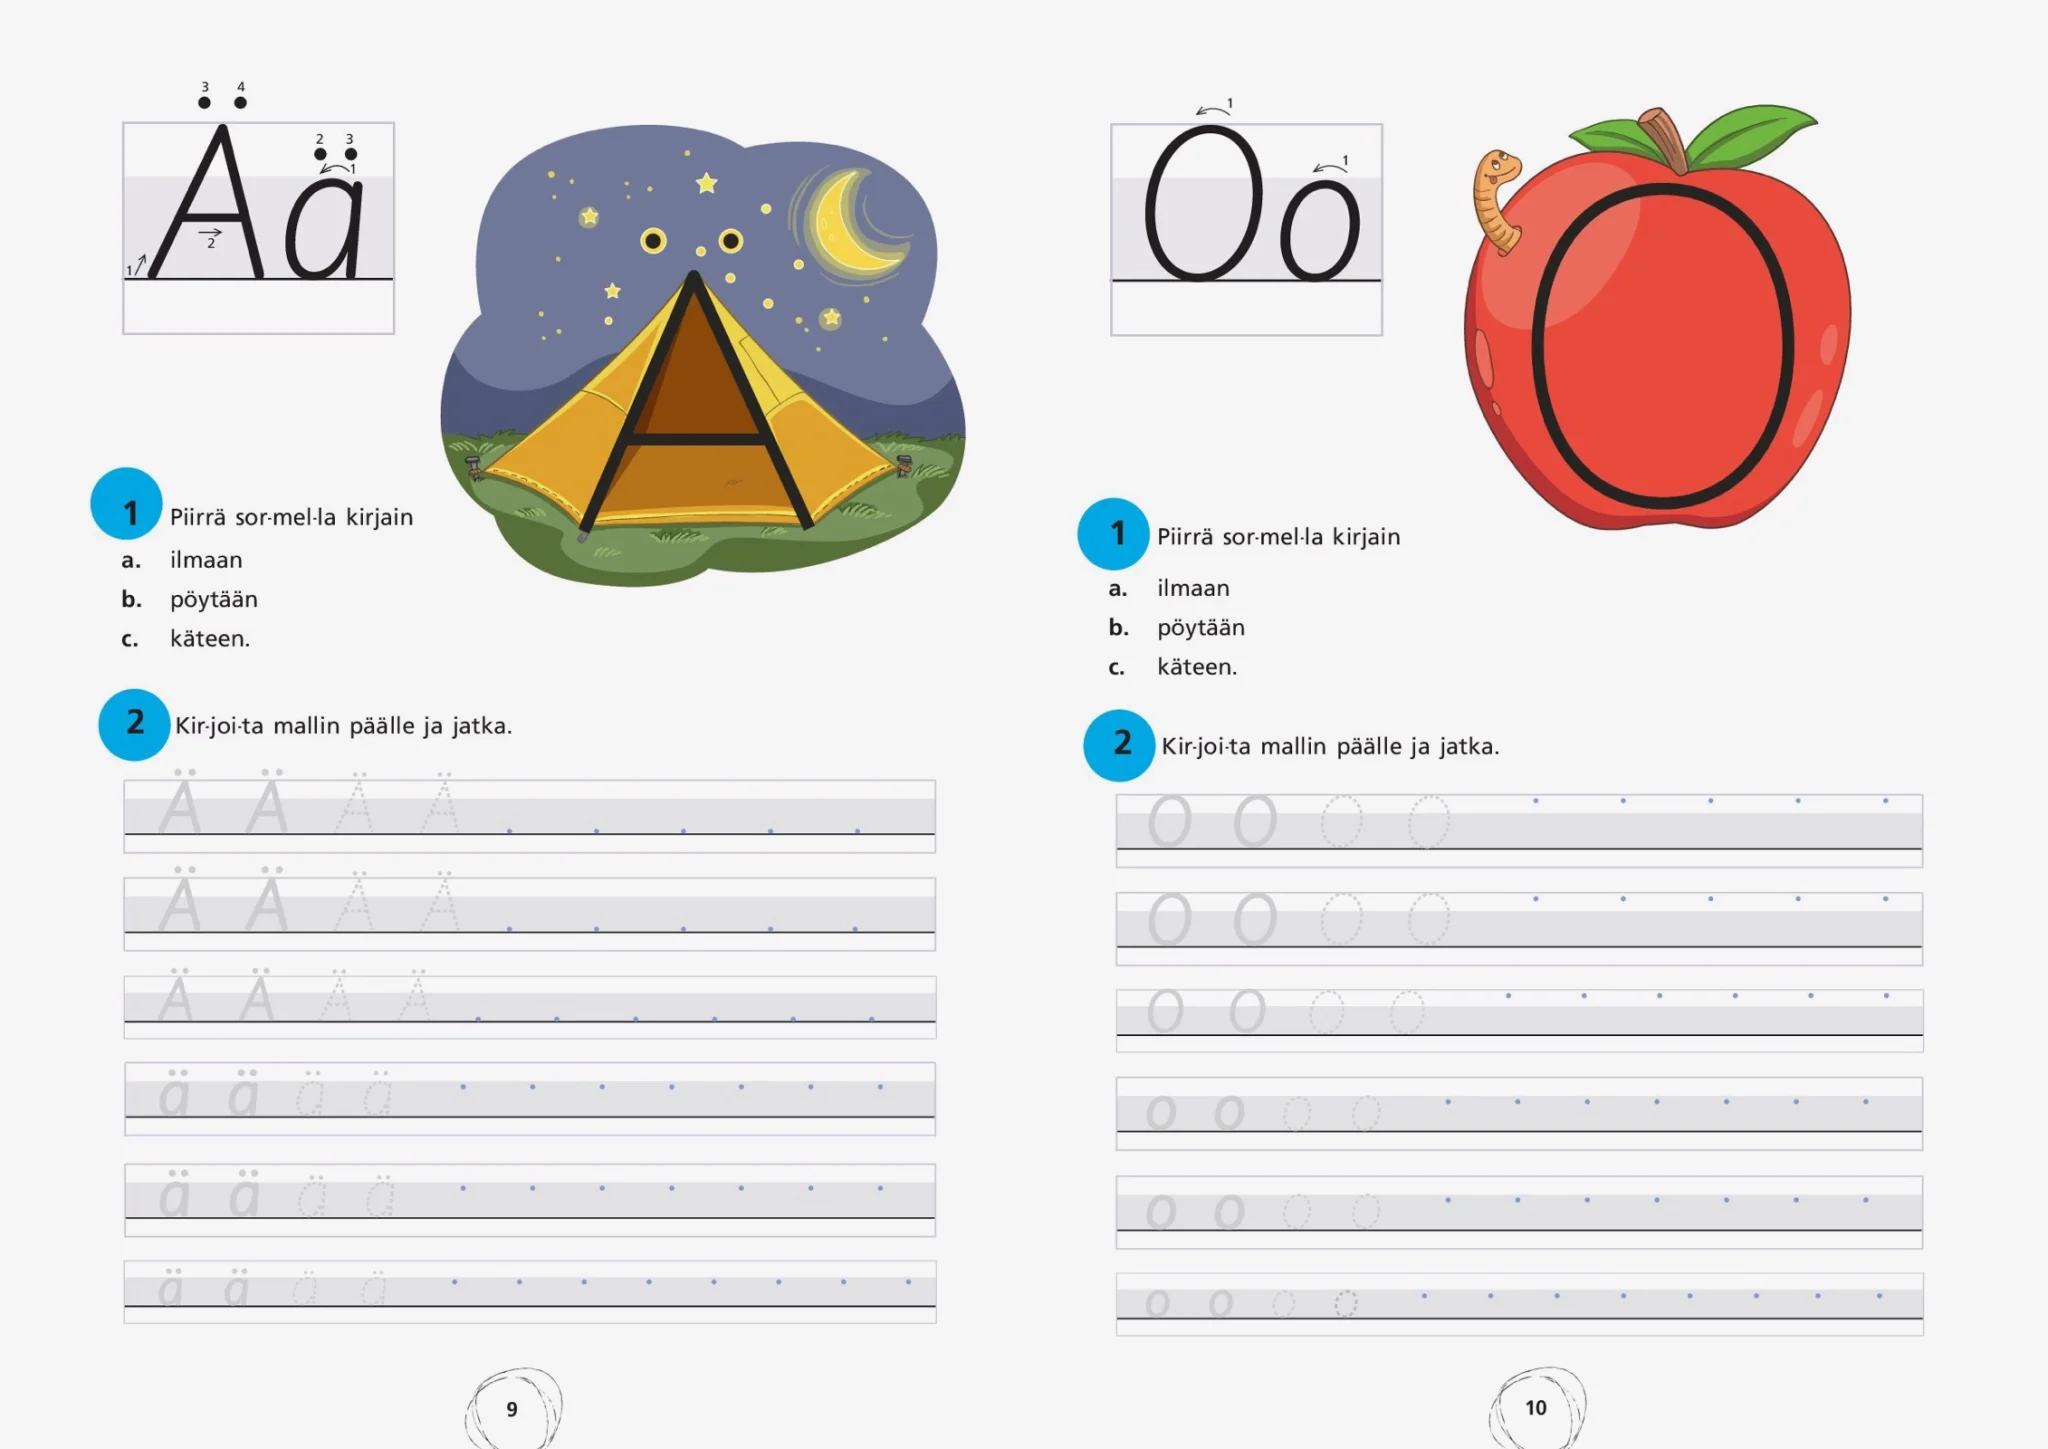 3 4
Ää
2 3
1
1
2
1 Piirrä sor·mel·la kirjain
a. ilmaan
b. pöytään
c. käteen.
2 Kir·joi·ta mallin päälle ja jatka.
Ä Ä Ä Ä
Ä Ä Ä Ä
Ä Ä Ä Ä
ä ä ä ä
ä ä ä ä
ä ä ä ä
9
1
Oo
1
O
1 Piirrä sor·mel·la kirjain
a. ilmaan
b. pöytään
c. käteen.
2 Kir·joi·ta mallin päälle ja jatka.
O O O O
O O O O
O O O O
o o o o
o o o o
o o o o
10